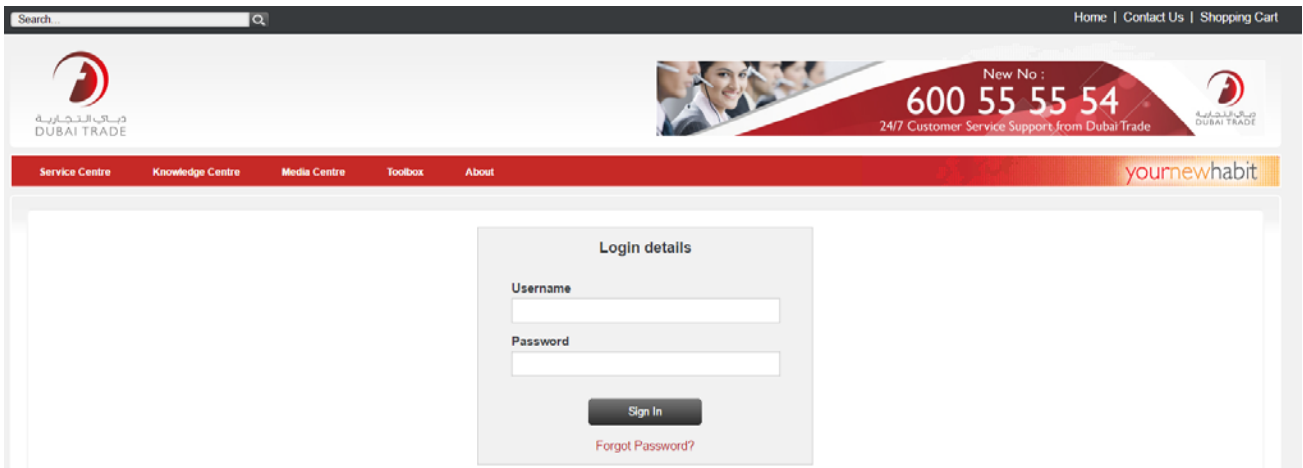 Search...
Home | Contact Us | Shopping Cart
دبي التجارية
DUBAI TRADE
New No :
600 55 55 54
24/7 Customer Service Support from Dubai Trade
دبي التجارية
DUBAI TRADE
Service Centre Knowledge Centre Media Centre Toolbox About
yournewhabit
Login details
Username
Password
Sign In
Forgot Password?